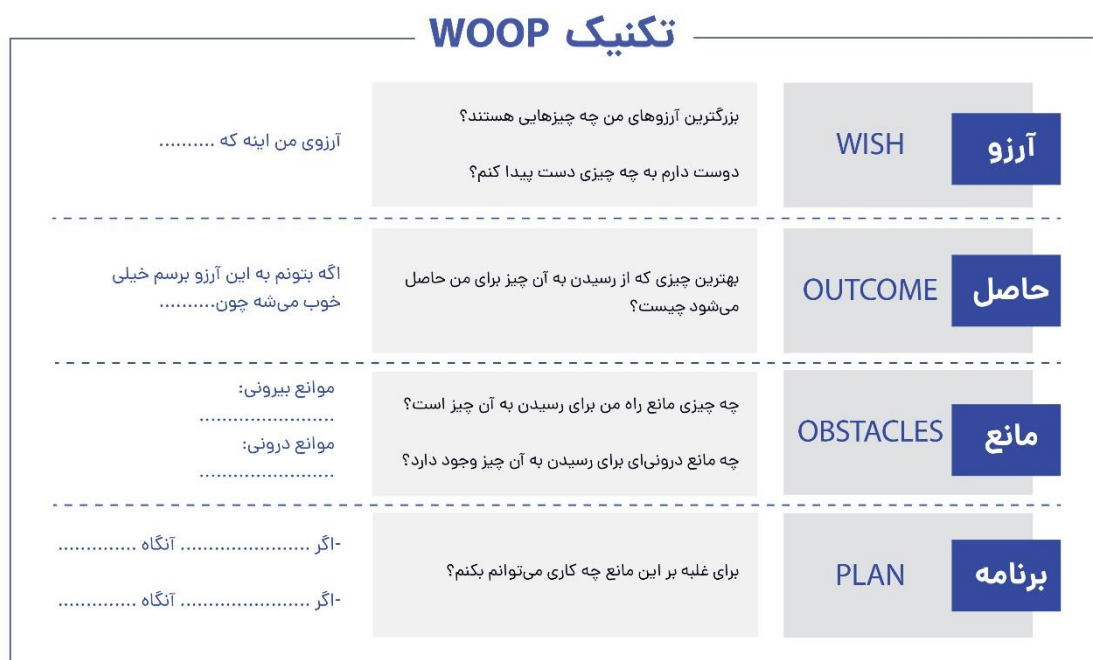 تکنیک WOOP
آرزو
WISH
بزرگترین آرزوهای من چه چیزهایی هستند؟
دوست دارم به چه چیزی دست پیدا کنم؟
آرزوی من اینه که ..........
حاصل
OUTCOME
بهترین چیزی که از رسیدن به آن چیز برای من حاصل
می‌شود چیست؟
اگه بتونم به این آرزو برسم خیلی
خوب می‌شه چون..........
مانع
OBSTACLES
چه چیزی مانع راه من برای رسیدن به آن چیز است؟
چه مانع درونی‌ای برای رسیدن به آن چیز وجود دارد؟
موانع بیرونی:
........................
موانع درونی:
........................
برنامه
PLAN
برای غلبه بر این مانع چه کاری می‌توانم بکنم؟
-اگر ....................... آنگاه ..............
-اگر ....................... آنگاه ..............